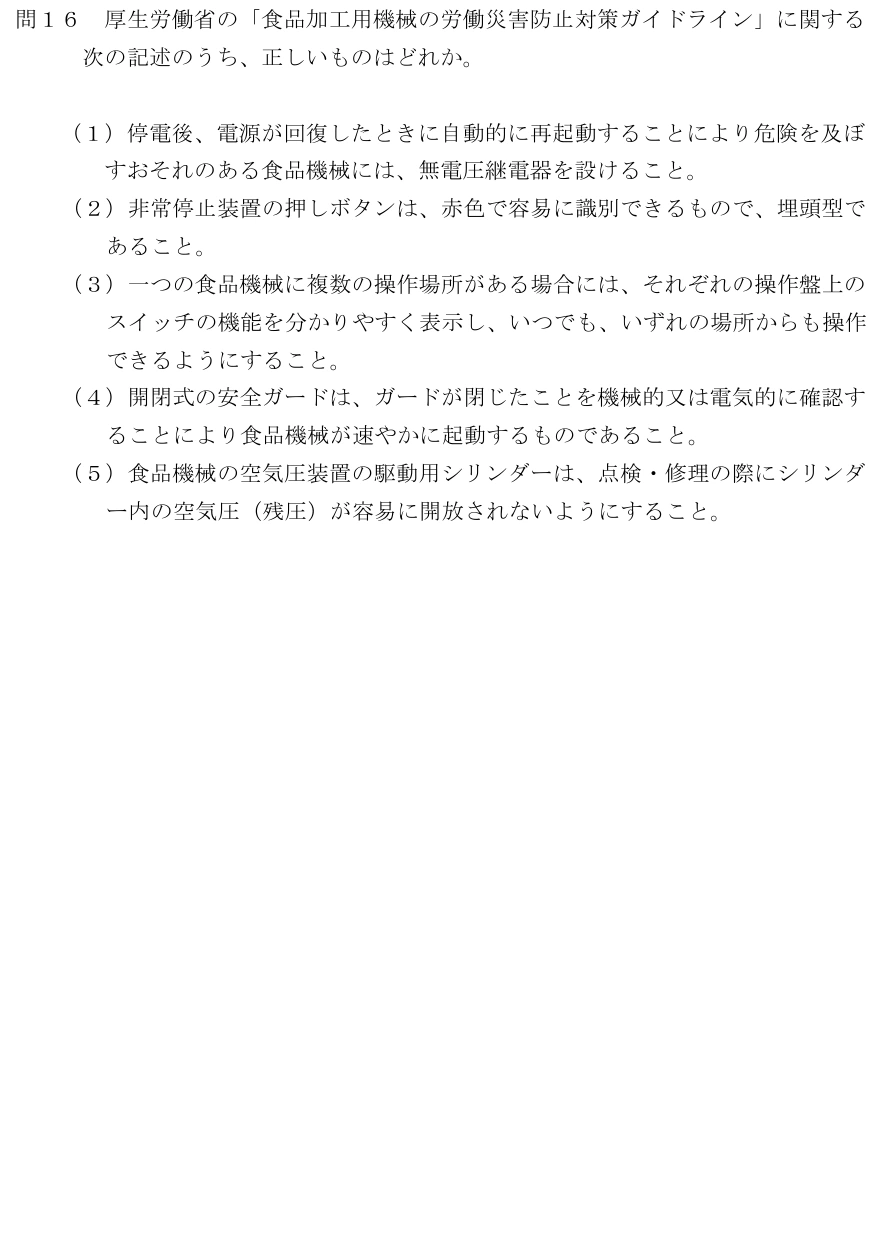 問１６　厚生労働省の「食品加工用機械の労働災害防止対策ガイドライン」に関する
次の記述のうち、正しいものはどれか。
（１）停電後、電源が回復したときに自動的に再起動することにより危険を及ぼ
すおそれのある食品機械には、無電圧継電器を設けること。
（２）非常停止装置の押しボタンは、赤色で容易に識別できるもので、埋頭型で
あること。
（３）一つの食品機械に複数の操作場所がある場合には、それぞれの操作盤上の
スイッチの機能を分かりやすく表示し、いつでも、いずれの場所からも操作
できるようにすること。
（４）開閉式の安全ガードは、ガードが閉じたことを機械的又は電気的に確認す
ることにより食品機械が速やかに起動するものであること。
（５）食品機械の空気圧装置の駆動用シリンダーは、点検・修理の際にシリンダ
ー内の空気圧（残圧）が容易に開放されないようにすること。